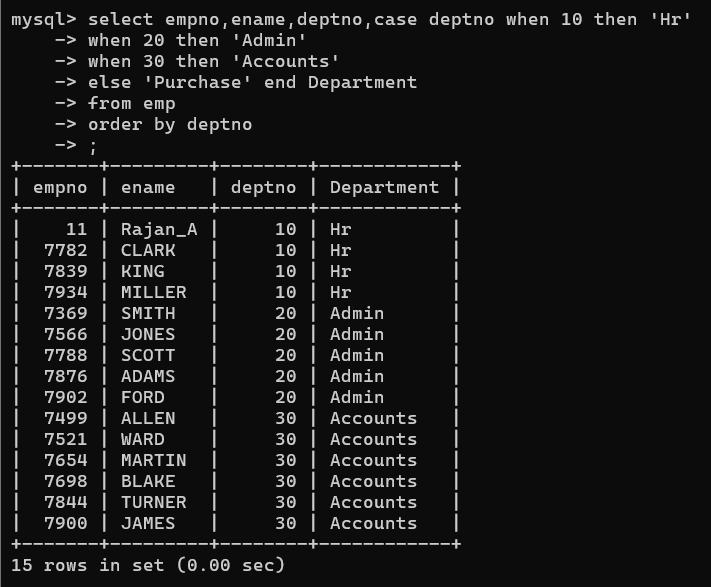 mysql> select empno,ename,deptno,case deptno when 10 then 'Hr'
    -> when 20 then 'Admin'
    -> when 30 then 'Accounts'
    -> else 'Purchase' end Department
    -> from emp
    -> order by deptno
    -> ;
+-------+---------+--------+------------+
| empno | ename   | deptno | Department |
+-------+---------+--------+------------+
|    11 | Rajan_A |     10 | Hr         |
|  7782 | CLARK   |     10 | Hr         |
|  7839 | KING    |     10 | Hr         |
|  7934 | MILLER  |     10 | Hr         |
|  7369 | SMITH   |     20 | Admin      |
|  7566 | JONES   |     20 | Admin      |
|  7788 | SCOTT   |     20 | Admin      |
|  7876 | ADAMS   |     20 | Admin      |
|  7902 | FORD    |     20 | Admin      |
|  7499 | ALLEN   |     30 | Accounts   |
|  7521 | WARD    |     30 | Accounts   |
|  7654 | MARTIN  |     30 | Accounts   |
|  7698 | BLAKE   |     30 | Accounts   |
|  7844 | TURNER  |     30 | Accounts   |
|  7900 | JAMES   |     30 | Accounts   |
+-------+---------+--------+------------+
15 rows in set (0.00 sec)